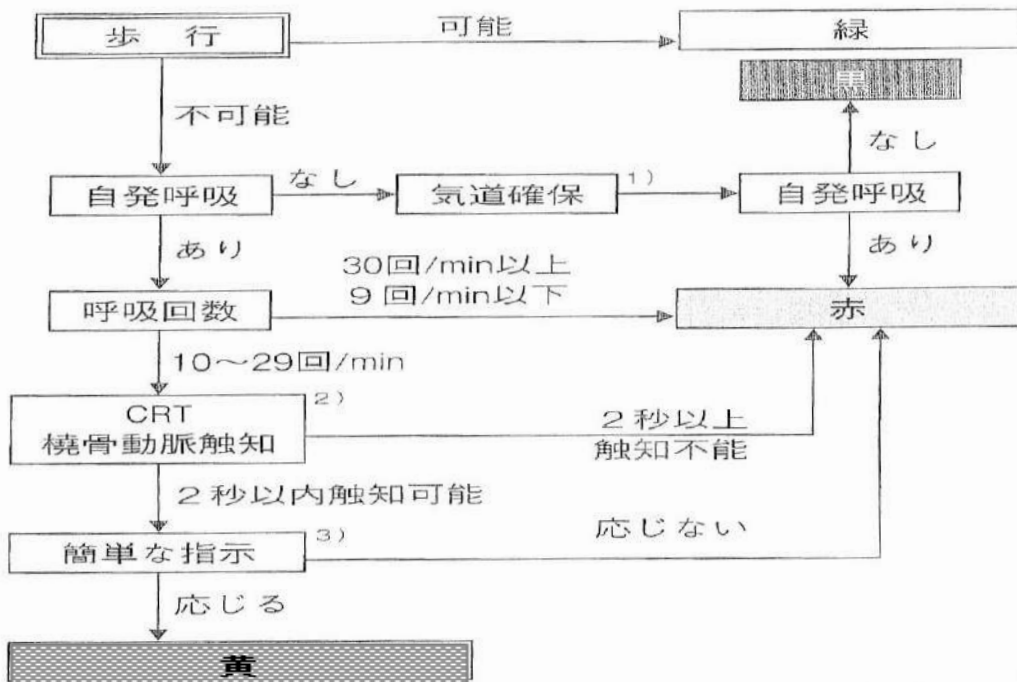 歩 行
可能
緑
黒
不可能
なし
自発呼吸
なし
気道確保
1)
自発呼吸
あり
あり
30回/min以上
9回/min以下
呼吸回数
赤
10〜29回/min
CRT
橈骨動脈触知
2)
2秒以上
触知不能
2秒以内触知可能
簡単な指示
3)
応じない
応じる
黄